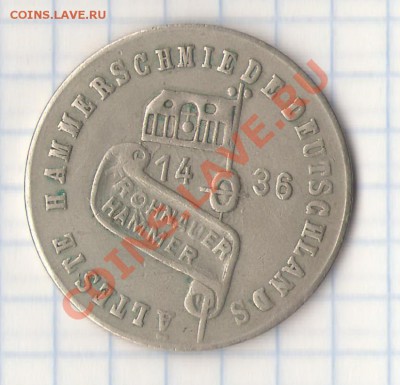 COINS.LAVE.RU
ÄLTESTE HAMMERSCHMIEDE DEUTSCHLANDS
14 36
FROHNAUER
HAMMER
COINS.LAVE.RU